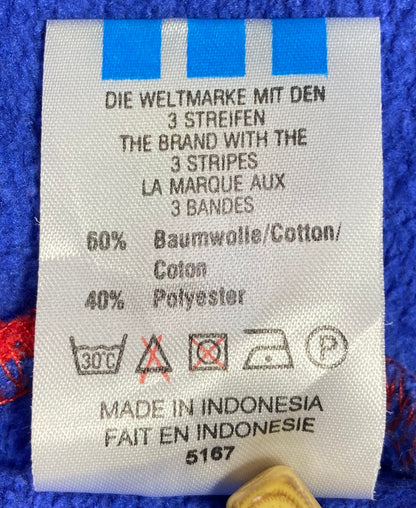 DIE WELTMARKE MIT DEN
3 STREIFEN
THE BRAND WITH THE
3 STRIPES
LA MARQUE AUX
3 BANDES
60% Baumwolle/Cotton/
Coton
40% Polyester
30°C P
MADE IN INDONESIA
FAIT EN INDONESIE
5167